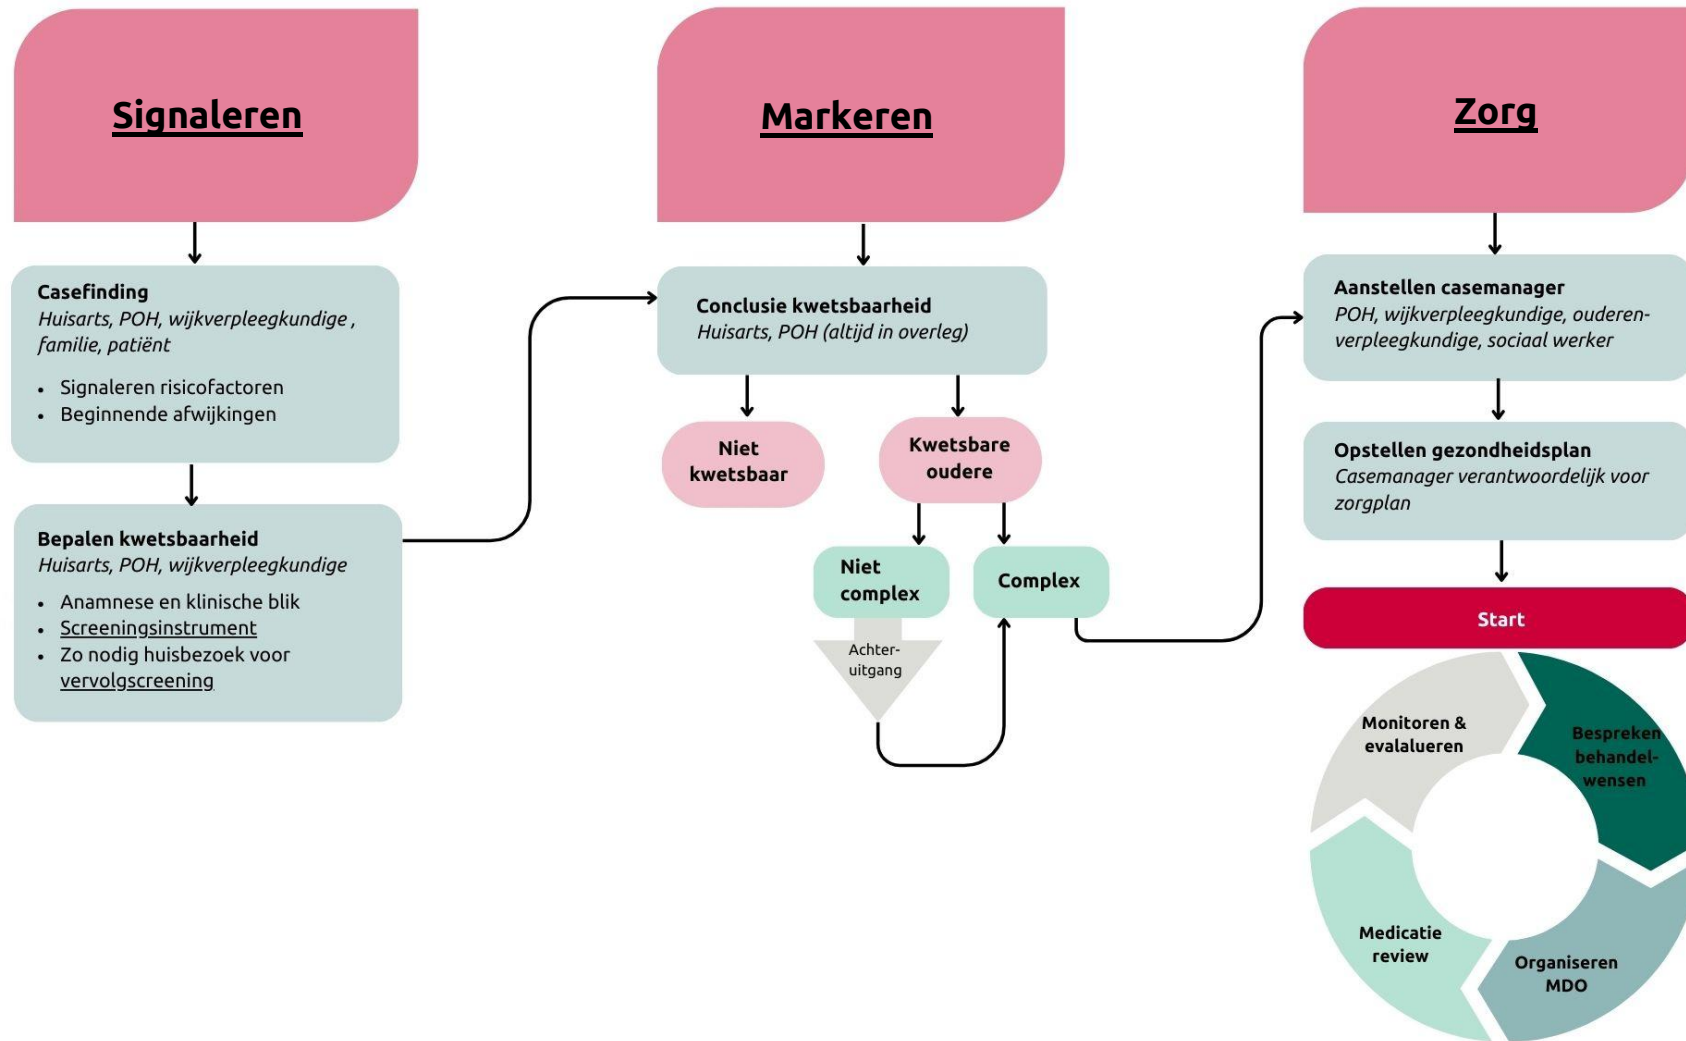 Signaleren
Casefinding
Huisarts, POH, wijkverpleegkundige ,
familie, patiënt
• Signaleren risicofactoren
• Beginnende afwijkingen
Bepalen kwetsbaarheid
Huisarts, POH, wijkverpleegkundige
• Anamnese en klinische blik
• Screeningsinstrument
• Zo nodig huisbezoek voor
vervolgscreening
Markeren
Conclusie kwetsbaarheid
Huisarts, POH (altijd in overleg)
Niet
kwetsbaar
Kwetsbare
oudere
Niet
complex
Complex
Achter-
uitgang
Zorg
Aanstellen casemanager
POH, wijkverpleegkundige, ouderen-
verpleegkundige, sociaal werker
Opstellen gezondheidsplan
Casemanager verantwoordelijk voor
zorgplan
Start
Bespreken
behandel-
wensen
Organiseren
MDO
Medicatie
review
Monitoren &
evalalueren